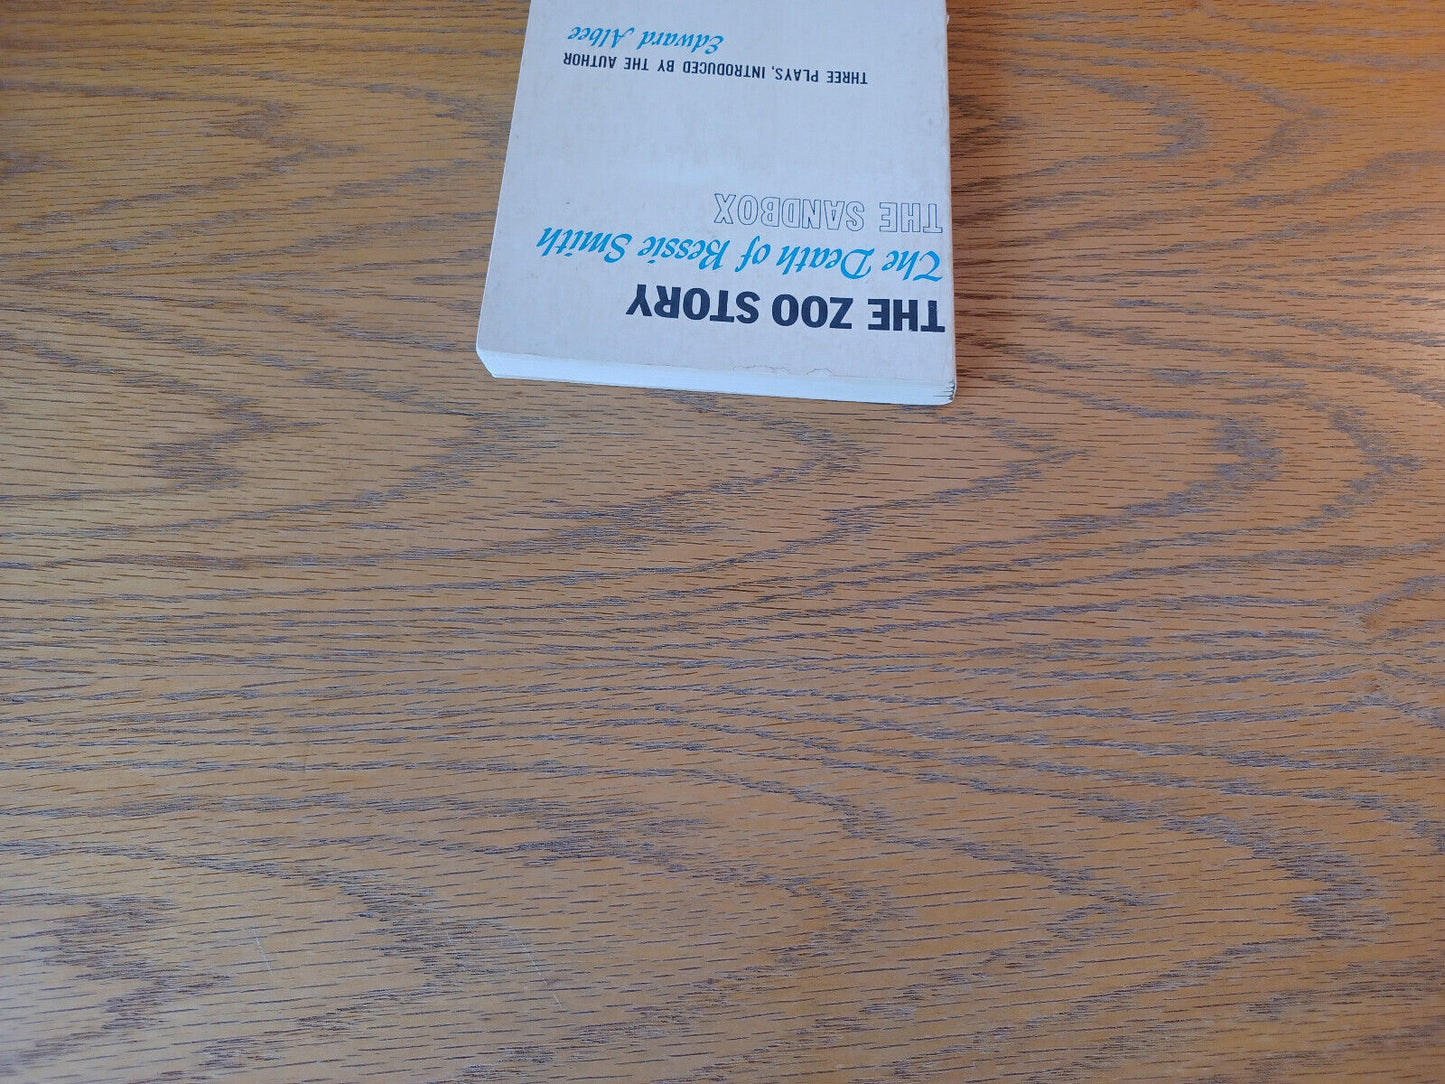 THE ZOO STORY
The Death of Bessie Smith
THE SANDBOX
THREE PLAYS, INTRODUCED BY THE AUTHOR
Edward Albee